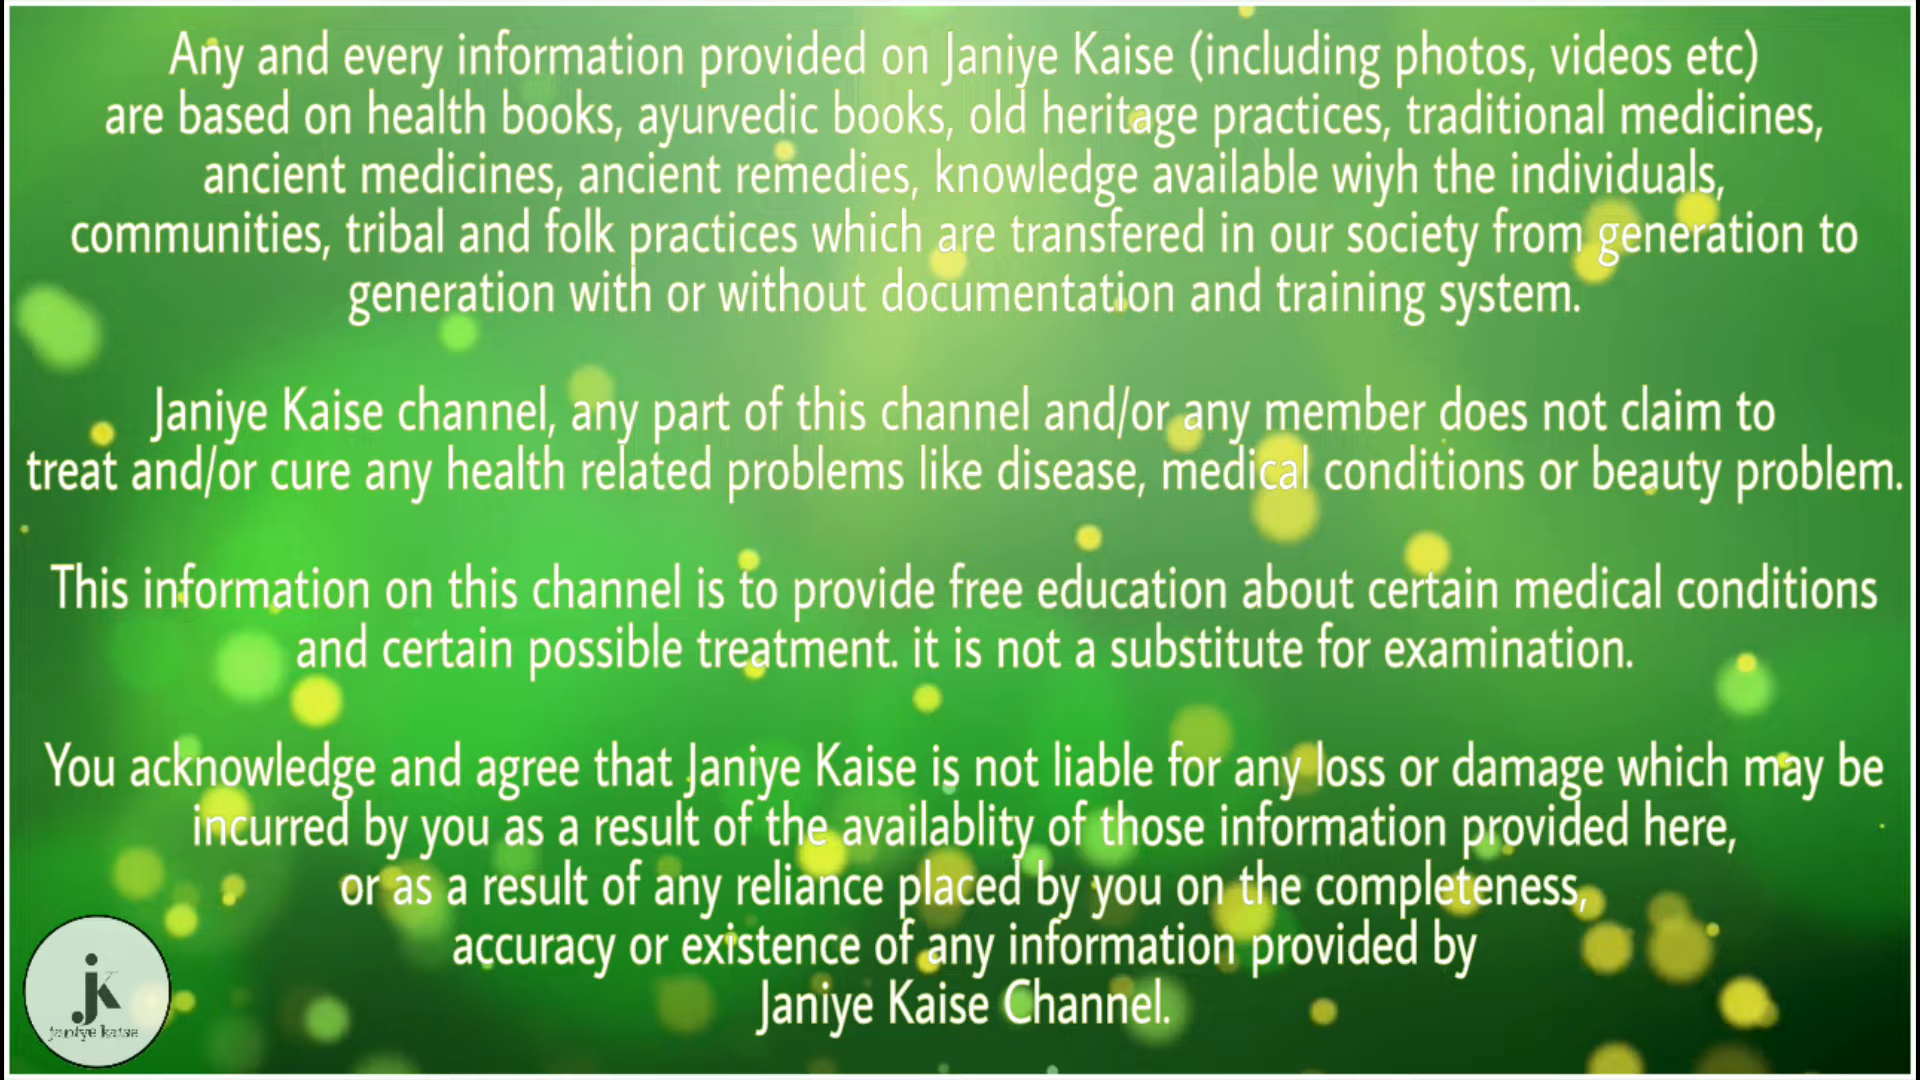 Any and every information provided on Janiye Kaise (including photos, videos etc)
are based on health books, ayurvedic books, old heritage practices, traditional medicines,
ancient medicines, ancient remedies, knowledge available wiyh the individuals,
communities, tribal and folk practices which are transfered in our society from generation to
generation with or without documentation and training system.
Janiye Kaise channel, any part of this channel and/or any member does not claim to
treat and/or cure any health related problems like disease, medical conditions or beauty problem.
This information on this channel is to provide free education about certain medical conditions
and certain possible treatment. it is not a substitute for examination.
You acknowledge and agree that Janiye Kaise is not liable for any loss or damage which may be
incurred by you as a result of the availablity of those information provided here,
or as a result of any reliance placed by you on the completeness,
accuracy or existence of any information provided by
Janiye Kaise Channel.
jk
janiye kaise